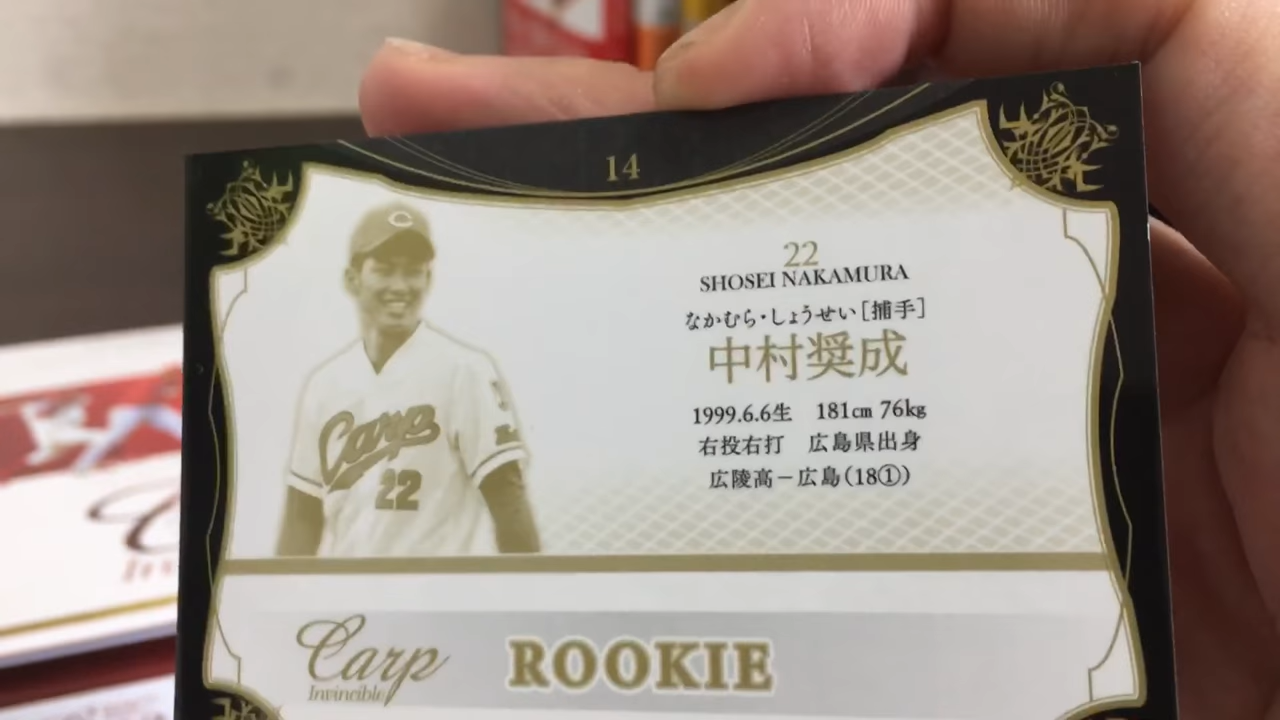 14
22
SHOSEI NAKAMURA
なかむら・しょうせい[捕手]
中村奨成
1999.6.6生 181cm 76kg
右投右打 広島県出身
広陵高－広島(18①)
C
Carp
22
Carp
Invincible
ROOKIE